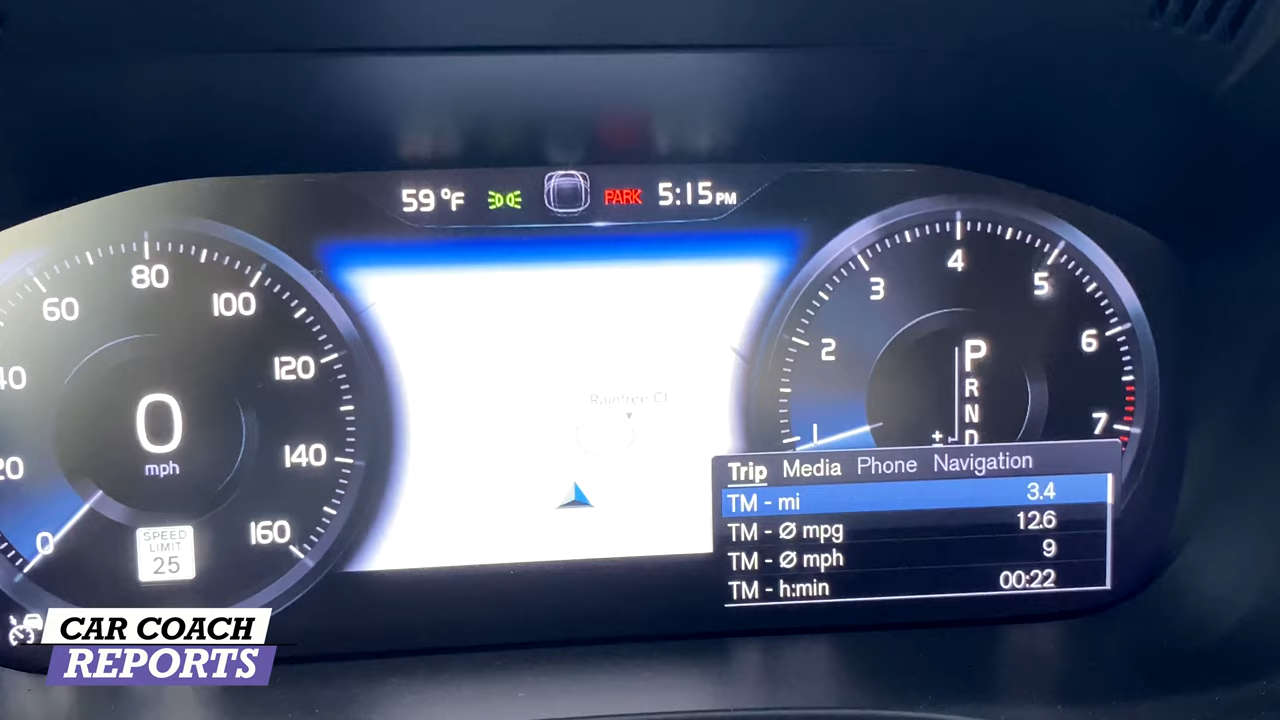 59 °F PARK 5:15 PM
40 60 80 100 120 140 160
20 0
0
mph
SPEED
LIMIT
25
Raintree Ct
1 2 3 4 5 6 7
P
R
N
D
±
Trip Media Phone Navigation
TM - mi 3.4
TM - Ø mpg 12.6
TM - Ø mph 9
TM - h:min 00:22
CAR COACH
REPORTS